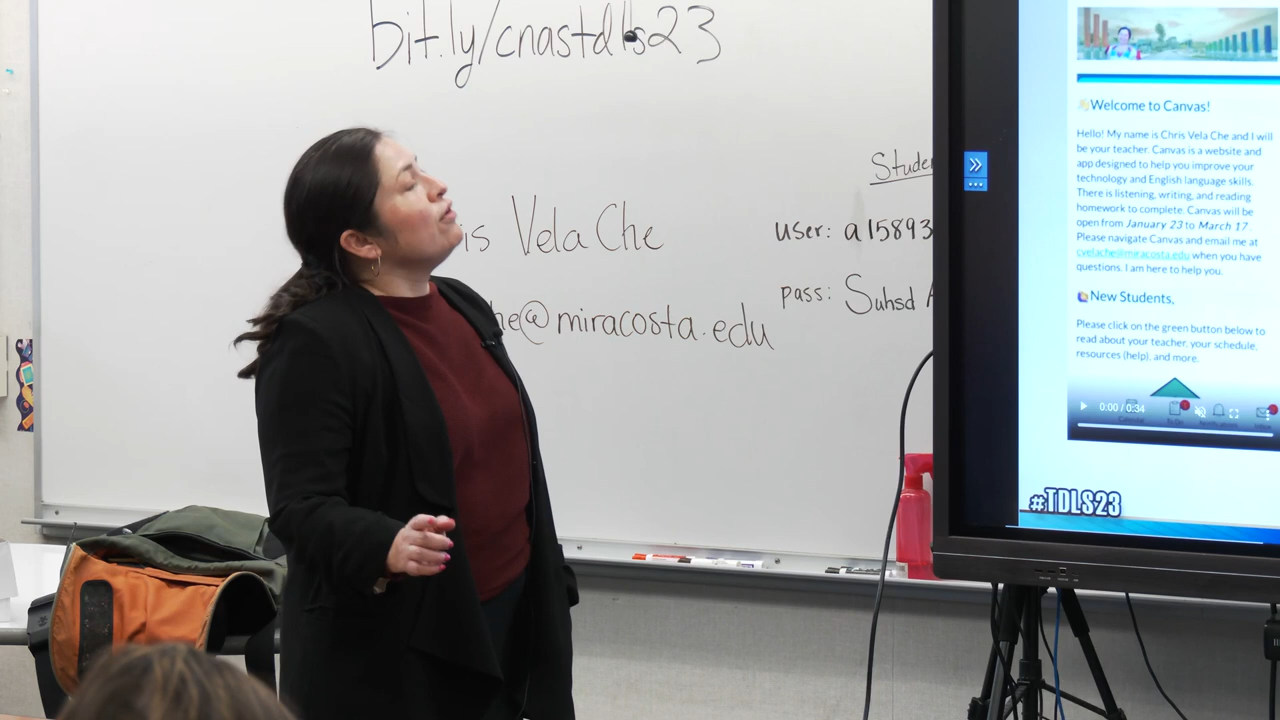 bit.ly/cnastdlls23
is Vela Che
he@miracosta.edu
user: a15893
pass: Suhsd
Welcome to Canvas!
Hello! My name is Chris Vela Che and I will
be your teacher. Canvas is a website and
app designed to help you improve your
technology and English language skills.
There is listening, writing, and reading
homework to complete. Canvas will be
open from January 23 to March 17.
Please navigate Canvas and email me at
cvelache@miracosta.edu when you have
questions. I am here to help you.
New Students,
Please click on the green button below to
read about your teacher, your schedule,
resources (help), and more.
0:00 / 0:34
#TDLS23